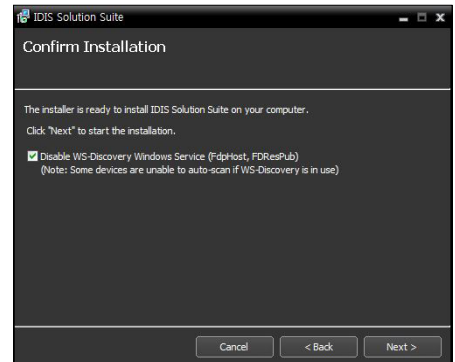 IDIS Solution Suite
Confirm Installation
The installer is ready to install IDIS Solution Suite on your computer.
Click "Next" to start the installation.
Disable WS-Discovery Windows Service (FdpHost, FDResPub)
(Note: Some devices are unable to auto-scan if WS-Discovery is in use)
Cancel
< Back
Next >